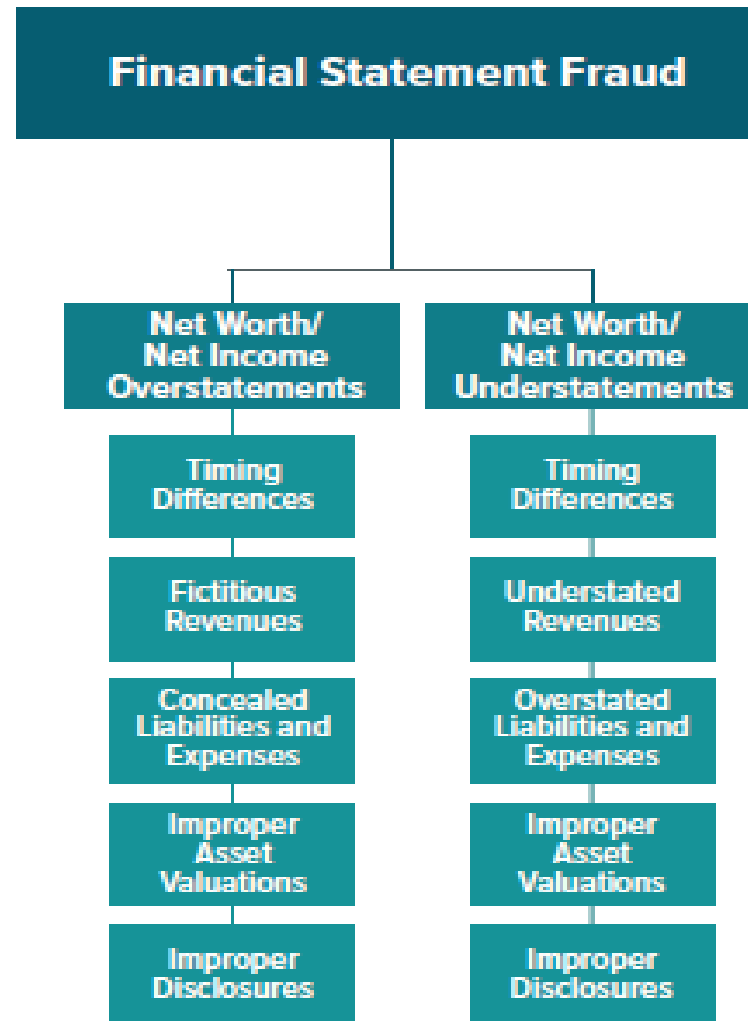 Financial Statement Fraud
Net Worth/
Net Income
Overstatements
Timing
Differences
Fictitious
Revenues
Concealed
Liabilities and
Expenses
Improper
Asset
Valuations
Improper
Disclosures
Net Worth/
Net Income
Understatements
Timing
Differences
Understated
Revenues
Overstated
Liabilities and
Expenses
Improper
Asset
Valuations
Improper
Disclosures